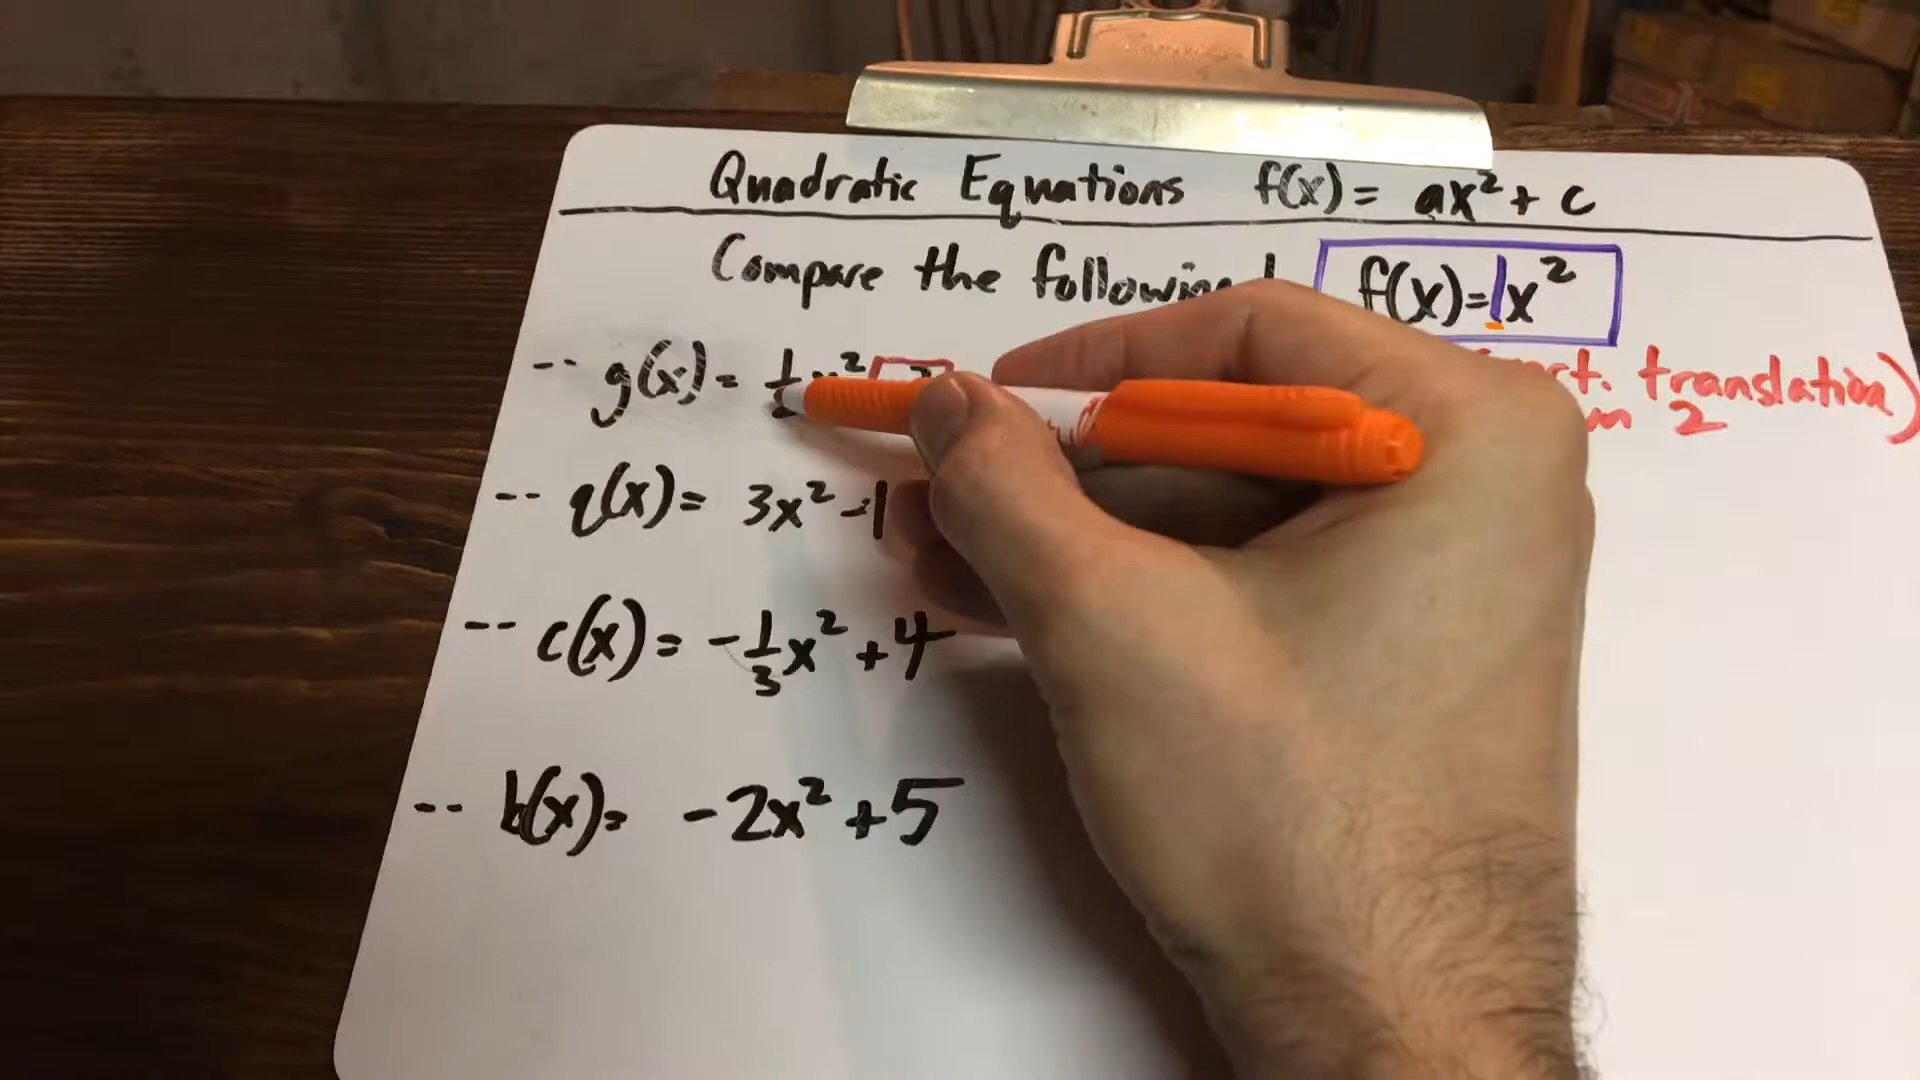 Quadratic Equations f(x) = ax² + c
Compare the following
f(x)=1x²
-- g(x) =
translation)
2
-- q(x) = 3x² -1
-- c(x) = -1/3x² +4
-- b(x) = -2x² +5